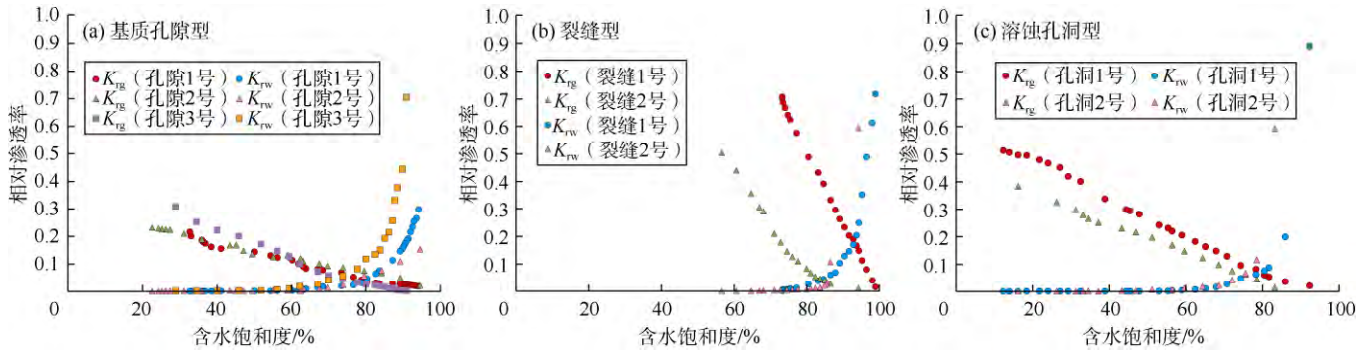 (a) 基质孔隙型
1.0
0.9
0.8
0.7
0.6
0.5
0.4
0.3
0.2
0.1
相对渗透率
Krg（孔隙1号） Krw（孔隙1号）
Krg（孔隙2号） Krw（孔隙2号）
Krg（孔隙3号） Krw（孔隙3号）
0 20 40 60 80 100
含水饱和度/%
(b) 裂缝型
1.0
0.9
0.8
0.7
0.6
0.5
0.4
0.3
0.2
0.1
相对渗透率
Krg（裂缝1号）
Krg（裂缝2号）
Krw（裂缝1号）
Krw（裂缝2号）
0 20 40 60 80 100
含水饱和度/%
(c) 溶蚀孔洞型
1.0
0.9
0.8
0.7
0.6
0.5
0.4
0.3
0.2
0.1
相对渗透率
Krg（孔洞1号） Krw（孔洞1号）
Krg（孔洞2号） Krw（孔洞2号）
0 20 40 60 80 100
含水饱和度/%